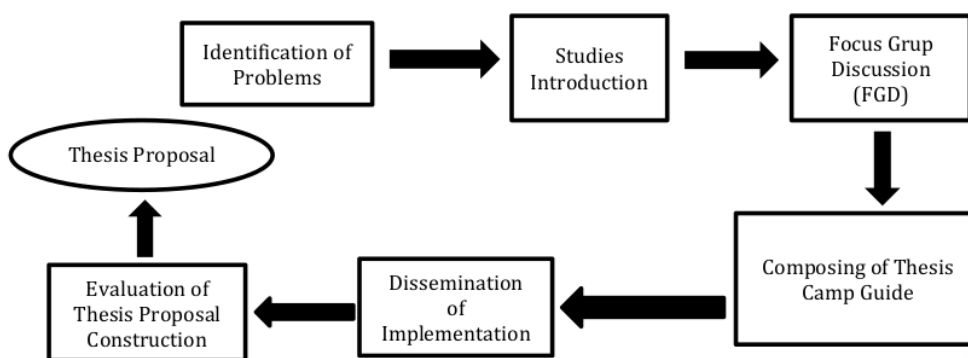 Identification of
Problems
Studies
Introduction
Focus Grup
Discussion
(FGD)
Thesis Proposal
Composing of Thesis
Camp Guide
Dissemination
of
Implementation
Evaluation of
Thesis Proposal
Construction